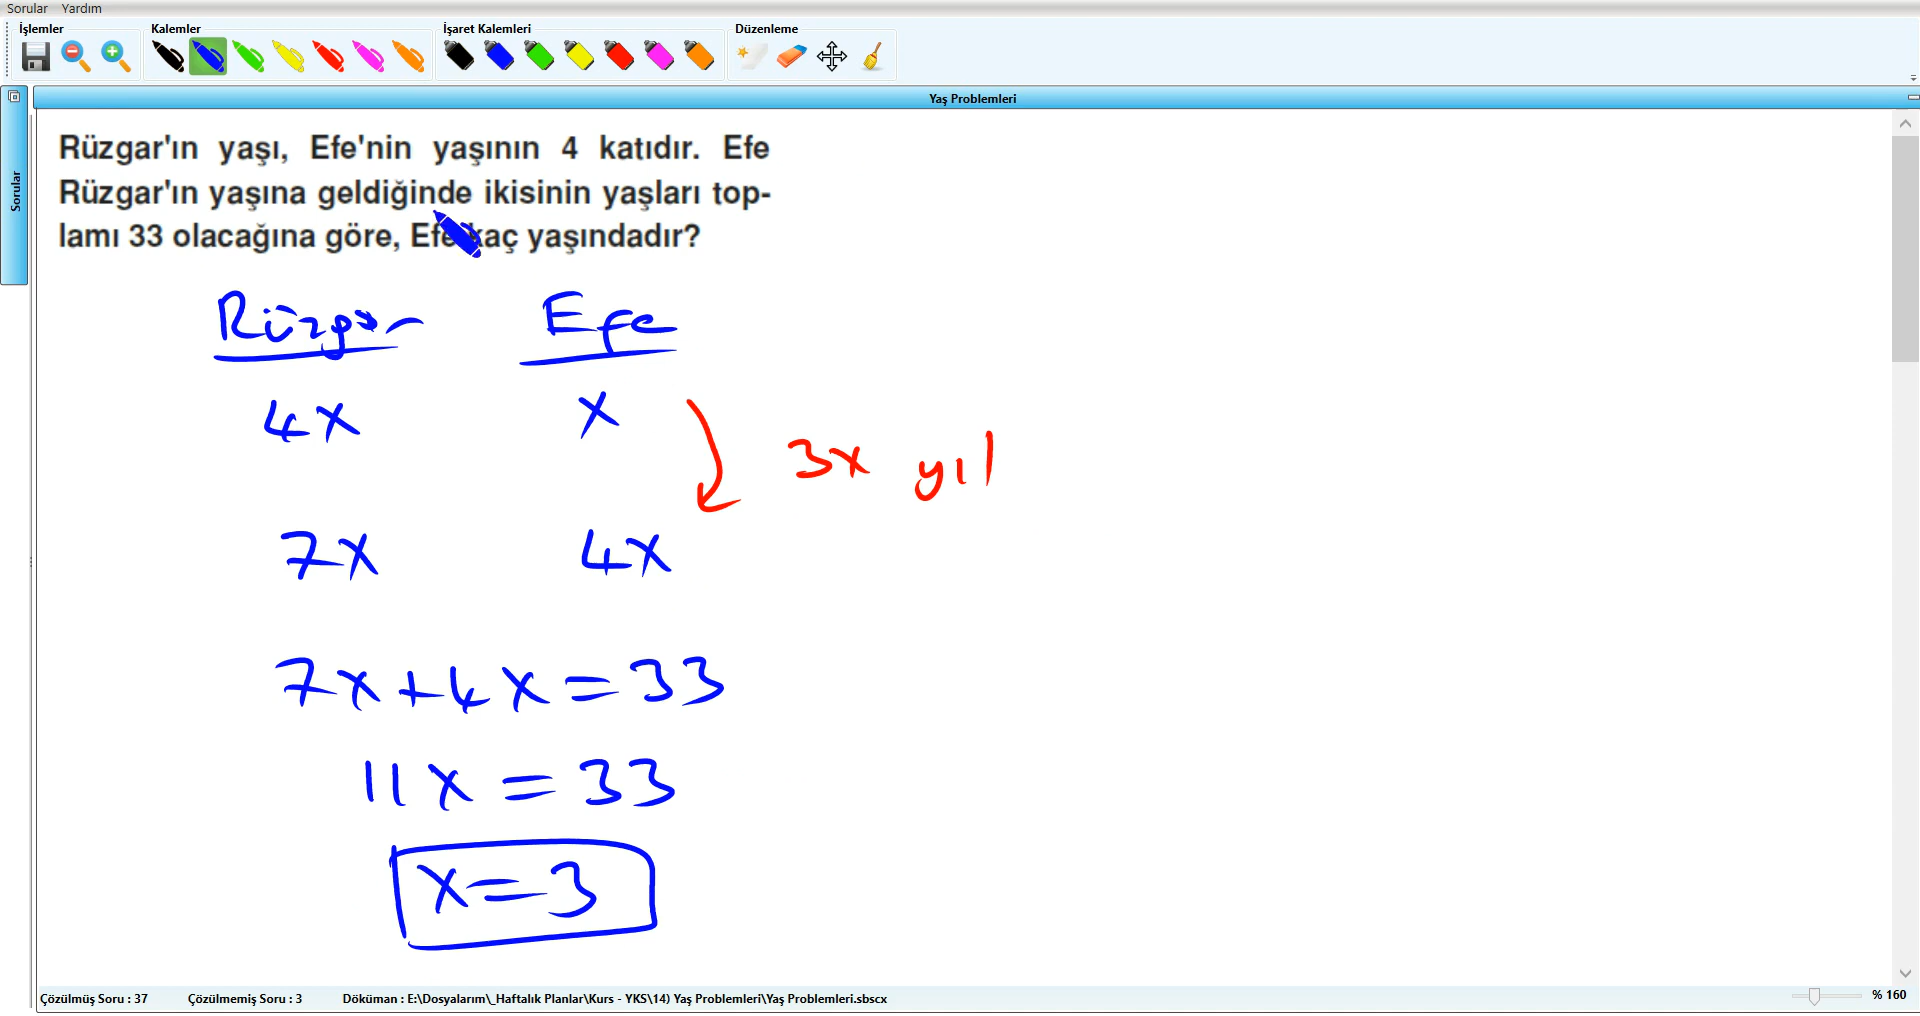 Sorular Yardım
İşlemler Kalemler İşaret Kalemleri Düzenleme
Yaş Problemleri
Sorular
Rüzgar'ın yaşı, Efe'nin yaşının 4 katıdır. Efe
Rüzgar'ın yaşına geldiğinde ikisinin yaşları top-
lamı 33 olacağına göre, Efe kaç yaşındadır?
Rüzgar Efe
4x x
3x yıl
7x 4x
7x+4x=33
11x=33
x=3
Çözülmüş Soru : 37 Çözülmemiş Soru : 3 Döküman : E:\Dosyalarım\_Haftalık Planlar\Kurs - YKS\14) Yaş Problemleri\Yaş Problemleri.sbscx % 160